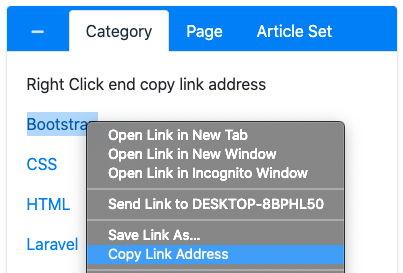 Category Page Article Set
Right Click end copy link address
Bootstrap
Open Link in New Tab
Open Link in New Window
CSS
Open Link in Incognito Window
HTML
Send Link to DESKTOP-8BPHL50
Save Link As...
Laravel
Copy Link Address